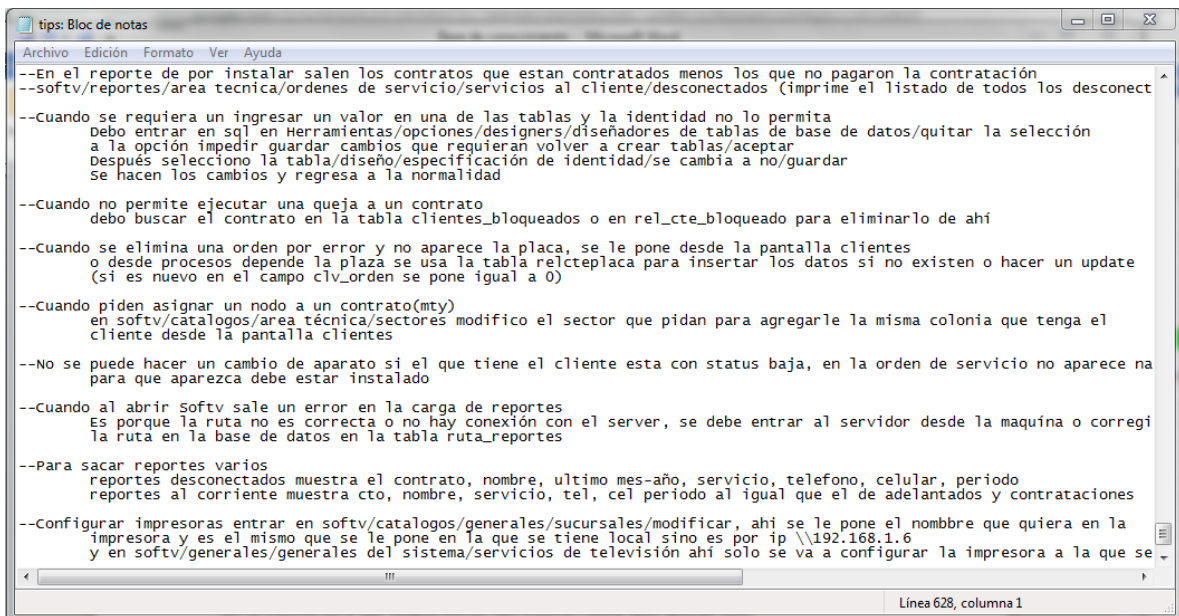 tips: Bloc de notas
Archivo Edición Formato Ver Ayuda
--En el reporte de por instalar salen los contratos que estan contratados menos los que no pagaron la contratación
--softv/reportes/area tecnica/ordenes de servicio/servicios al cliente/desconectados (imprime el listado de todos los desconect
--Cuando se requiera un ingresar un valor en una de las tablas y la identidad no lo permita
Debo entrar en sql en Herramientas/opciones/designers/diseñadores de tablas de base de datos/quitar la selección
a la opción impedir guardar cambios que requieran volver a crear tablas/aceptar
Después selecciono la tabla/diseño/especificación de identidad/se cambia a no/guardar
Se hacen los cambios y regresa a la normalidad
--Cuando no permite ejecutar una queja a un contrato
debo buscar el contrato en la tabla clientes_bloqueados o en rel_cte_bloqueado para eliminarlo de ahí
--Cuando se elimina una orden por error y no aparece la placa, se le pone desde la pantalla clientes
o desde procesos depende la plaza se usa la tabla relcteplaca para insertar los datos si no existen o hacer un update
(si es nuevo en el campo clv_orden se pone igual a 0)
--Cuando piden asignar un nodo a un contrato(mty)
en softv/catalogos/area técnica/sectores modifico el sector que pidan para agregarle la misma colonia que tenga el
cliente desde la pantalla clientes
--No se puede hacer un cambio de aparato si el que tiene el cliente esta con status baja, en la orden de servicio no aparece na
para que aparezca debe estar instalado
--Cuando al abrir Softv sale un error en la carga de reportes
Es porque la ruta no es correcta o no hay conexión con el server, se debe entrar al servidor desde la maquína o corregi
la ruta en la base de datos en la tabla ruta_reportes
--Para sacar reportes varios
reportes desconectados muestra el contrato, nombre, ultimo mes-año, servicio, telefono, celular, periodo
reportes al corriente muestra cto, nombre, servicio, tel, cel periodo al igual que el de adelantados y contrataciones
--Configurar impresoras entrar en softv/catalogos/generales/sucursales/modificar, ahi se le pone el nombbre que quiera en la
impresora y es el mismo que se le pone en la que se tiene local sino es por ip \\192.168.1.6
y en softv/generales/generales del sistema/servicios de televisión ahí solo se va a configurar la impresora a la que se
Línea 628, columna 1